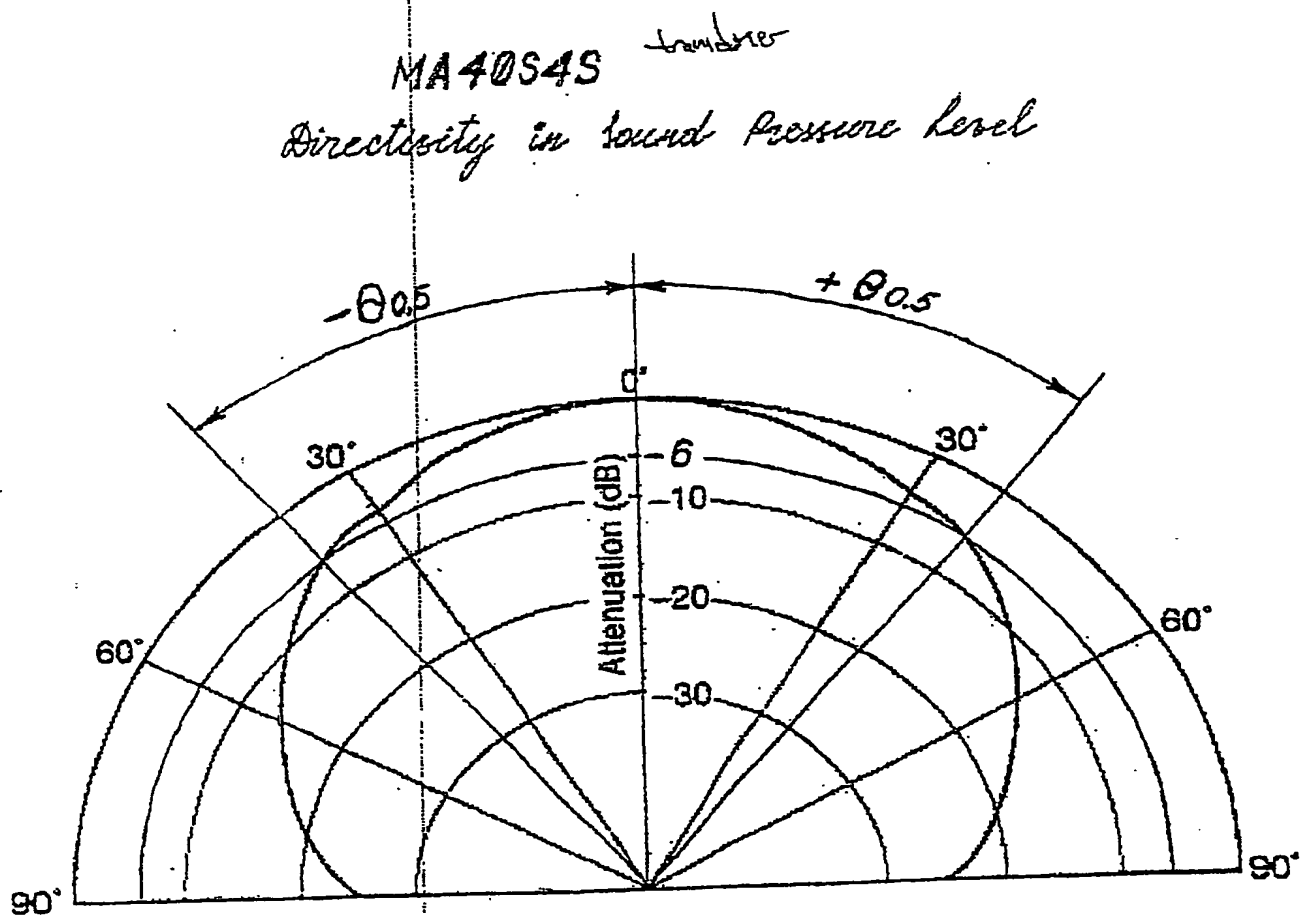 MA40S4S
Directivity in Sound Pressure Level
-θ0.5 +θ0.5
0°
30° 30°
6
Attenuation (dB)
10
20
60° 60°
30
90° 90°